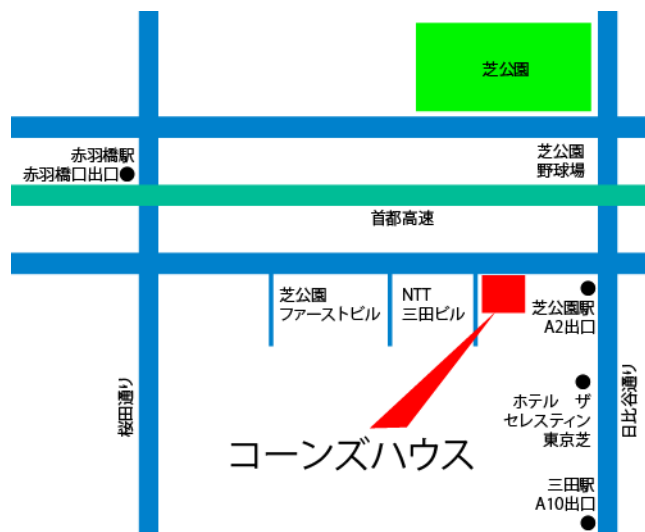 芝公園
赤羽橋駅
赤羽橋口出口
芝公園
野球場
首都高速
芝公園
ファーストビル
NTT
三田ビル
芝公園駅
A2出口
桜田通り
日比谷通り
ホテル　ザ
セレスティン
東京芝
コーンズハウス
三田駅
A10出口